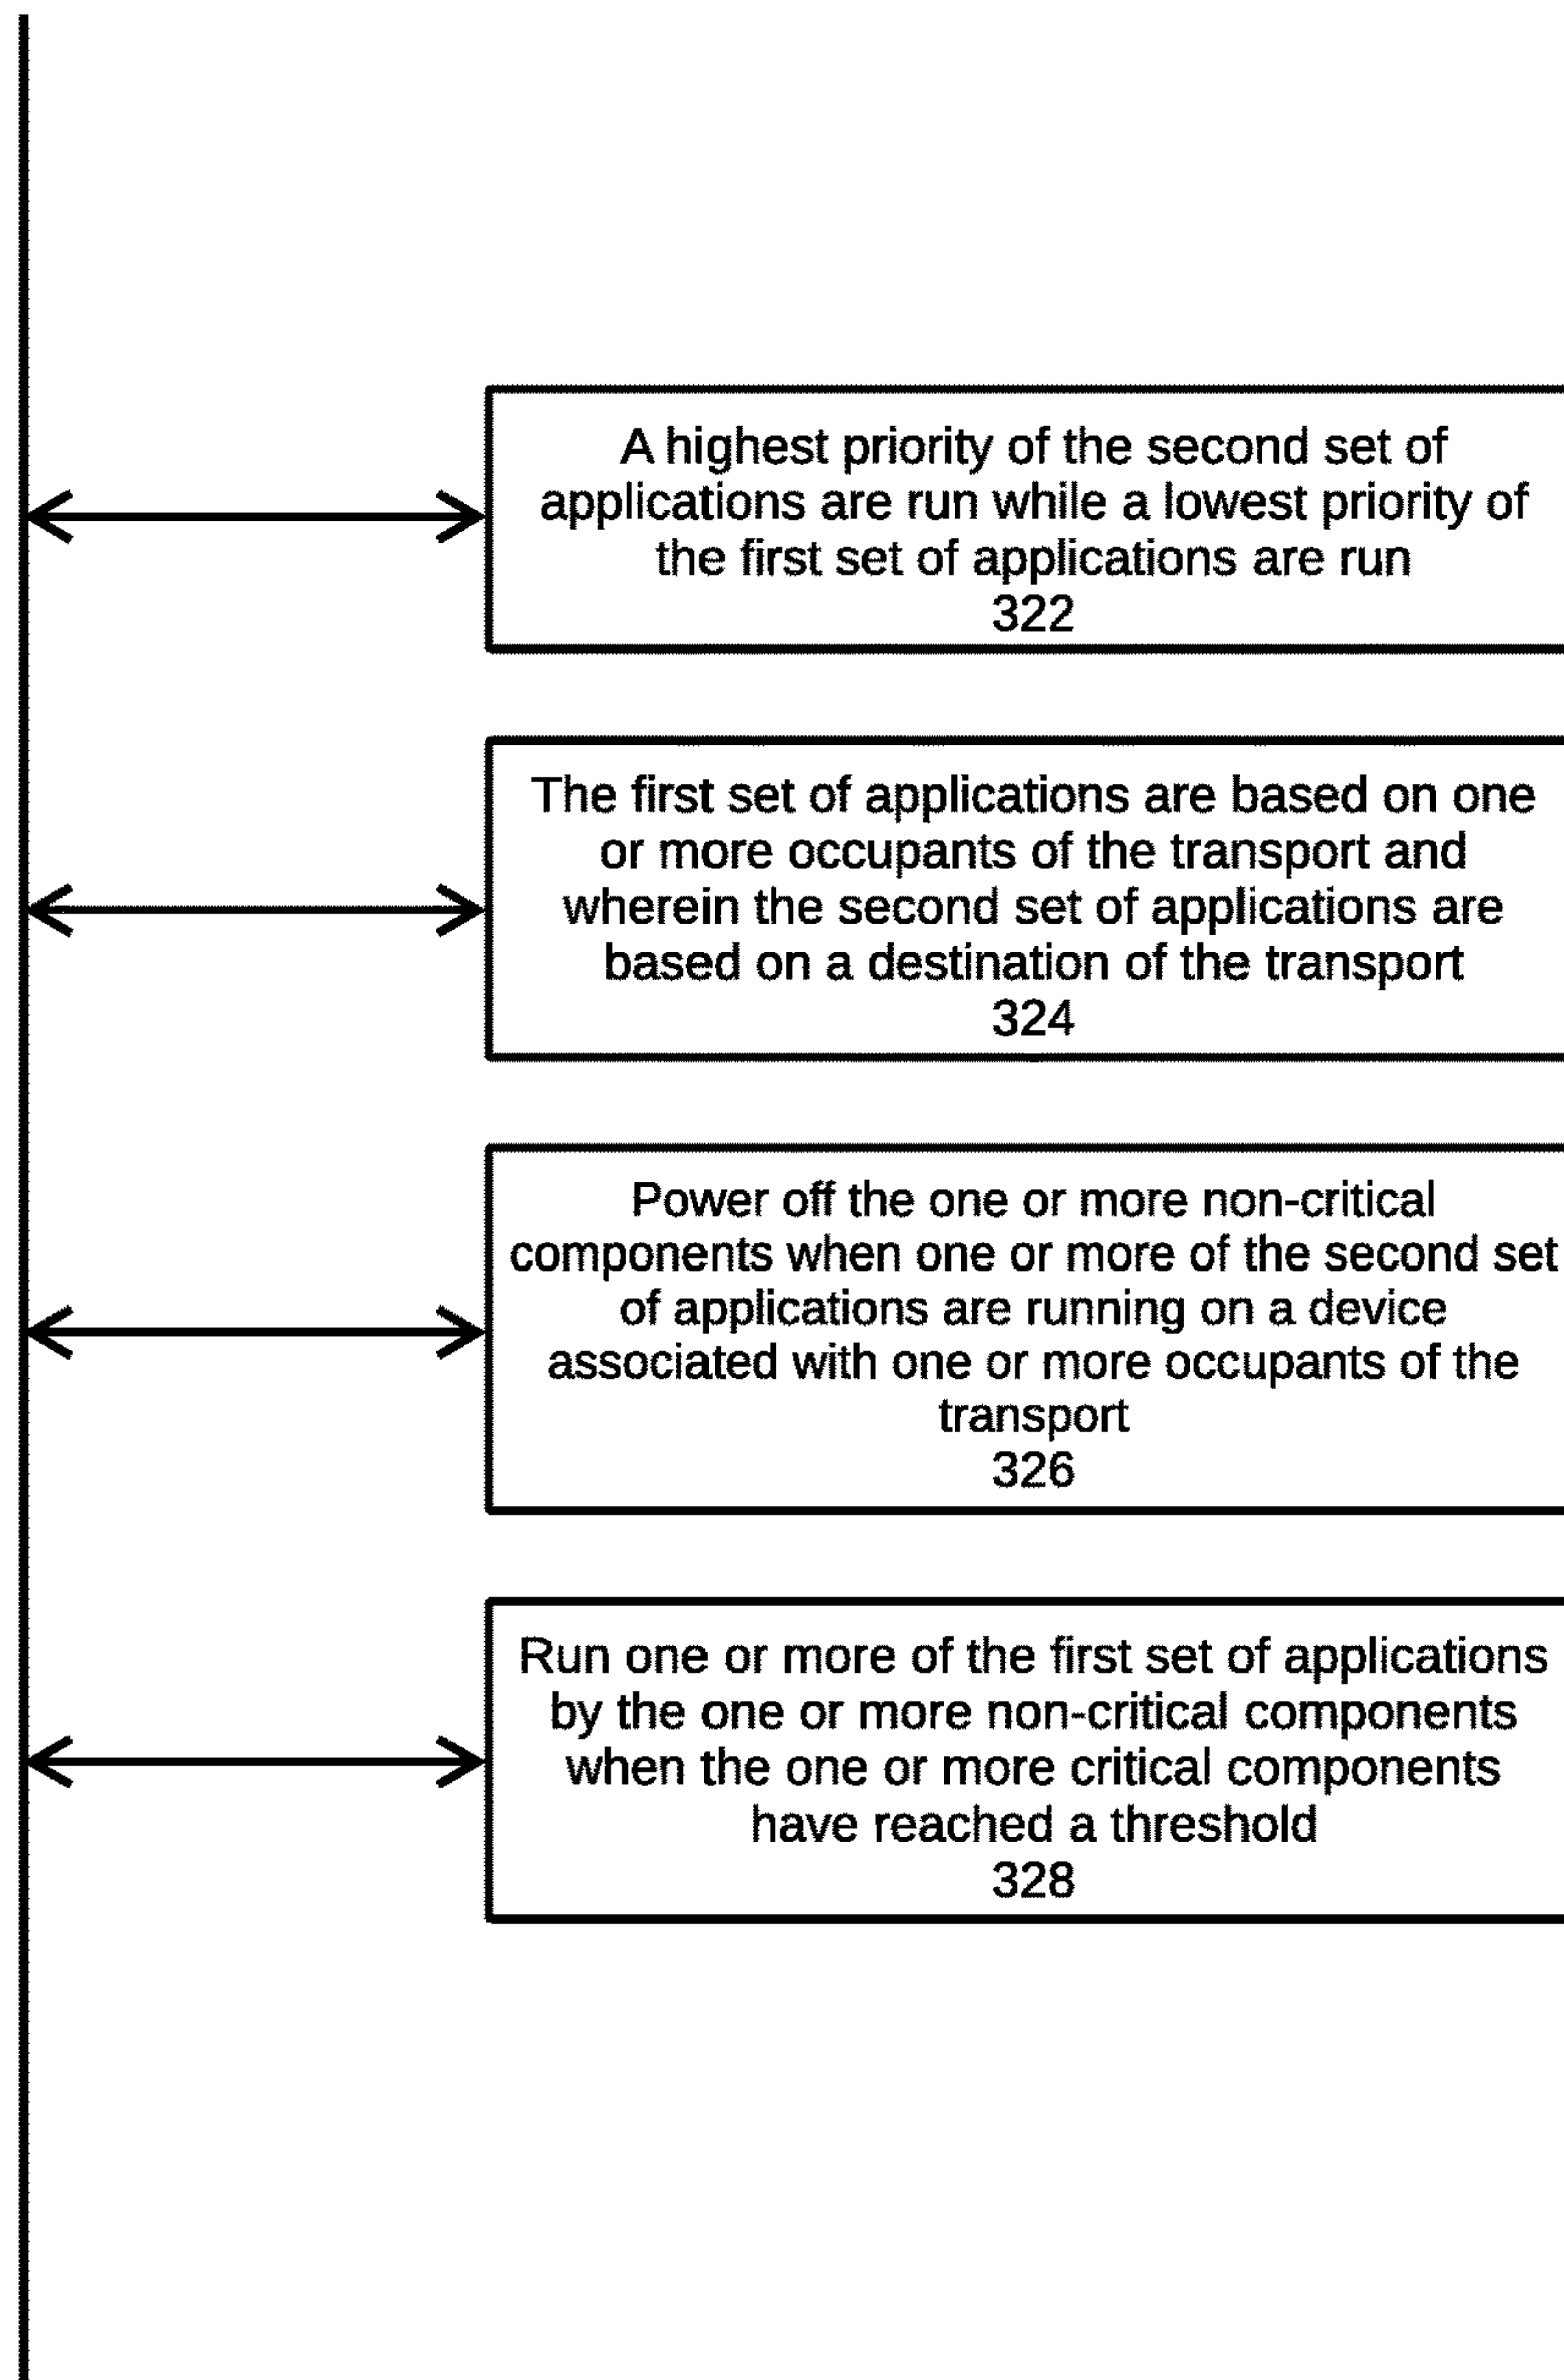 A highest priority of the second set of
applications are run while a lowest priority of
the first set of applications are run
322
The first set of applications are based on one
or more occupants of the transport and
wherein the second set of applications are
based on a destination of the transport
324
Power off the one or more non-critical
components when one or more of the second set
of applications are running on a device
associated with one or more occupants of the
transport
326
Run one or more of the first set of applications
by the one or more non-critical components
when the one or more critical components
have reached a threshold
328